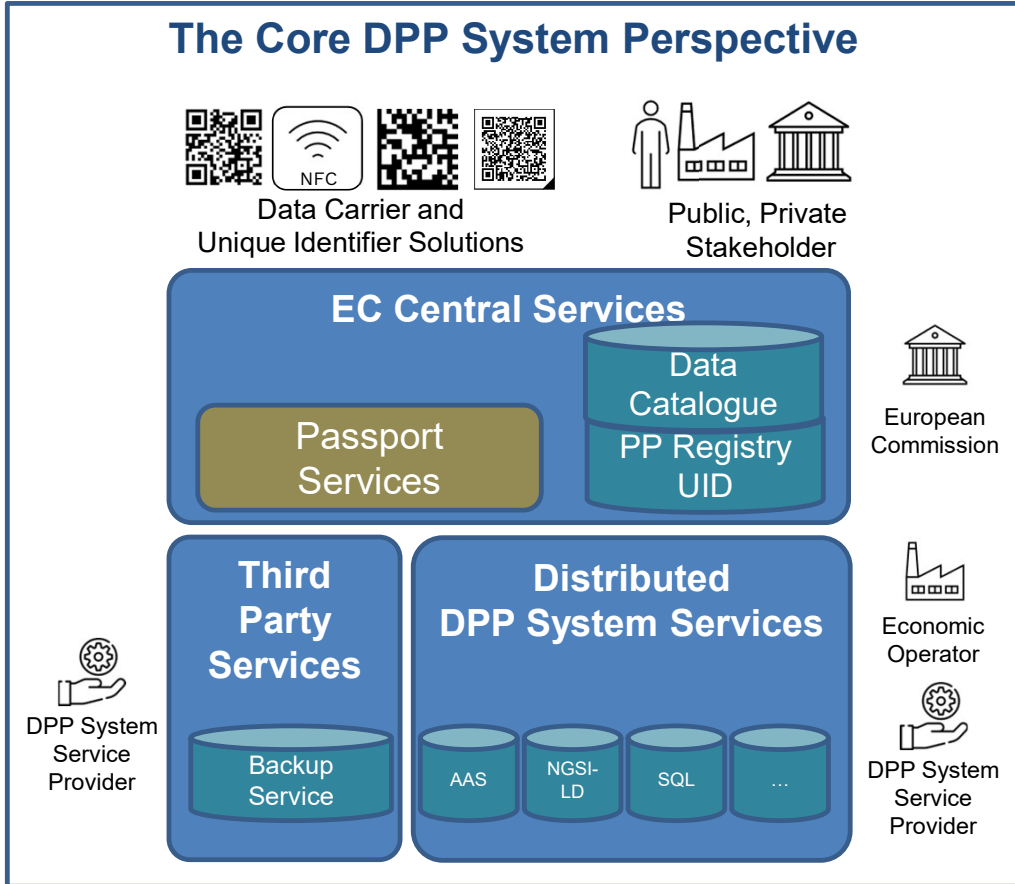 The Core DPP System Perspective
NFC
Data Carrier and
Unique Identifier Solutions
Public, Private
Stakeholder
EC Central Services
Data
Catalogue
Passport
Services
PP Registry
UID
European
Commission
Third
Party
Services
Distributed
DPP System Services
Economic
Operator
DPP System
Service
Provider
Backup
Service
AAS
NGSI-
LD
SQL
...
DPP System
Service
Provider